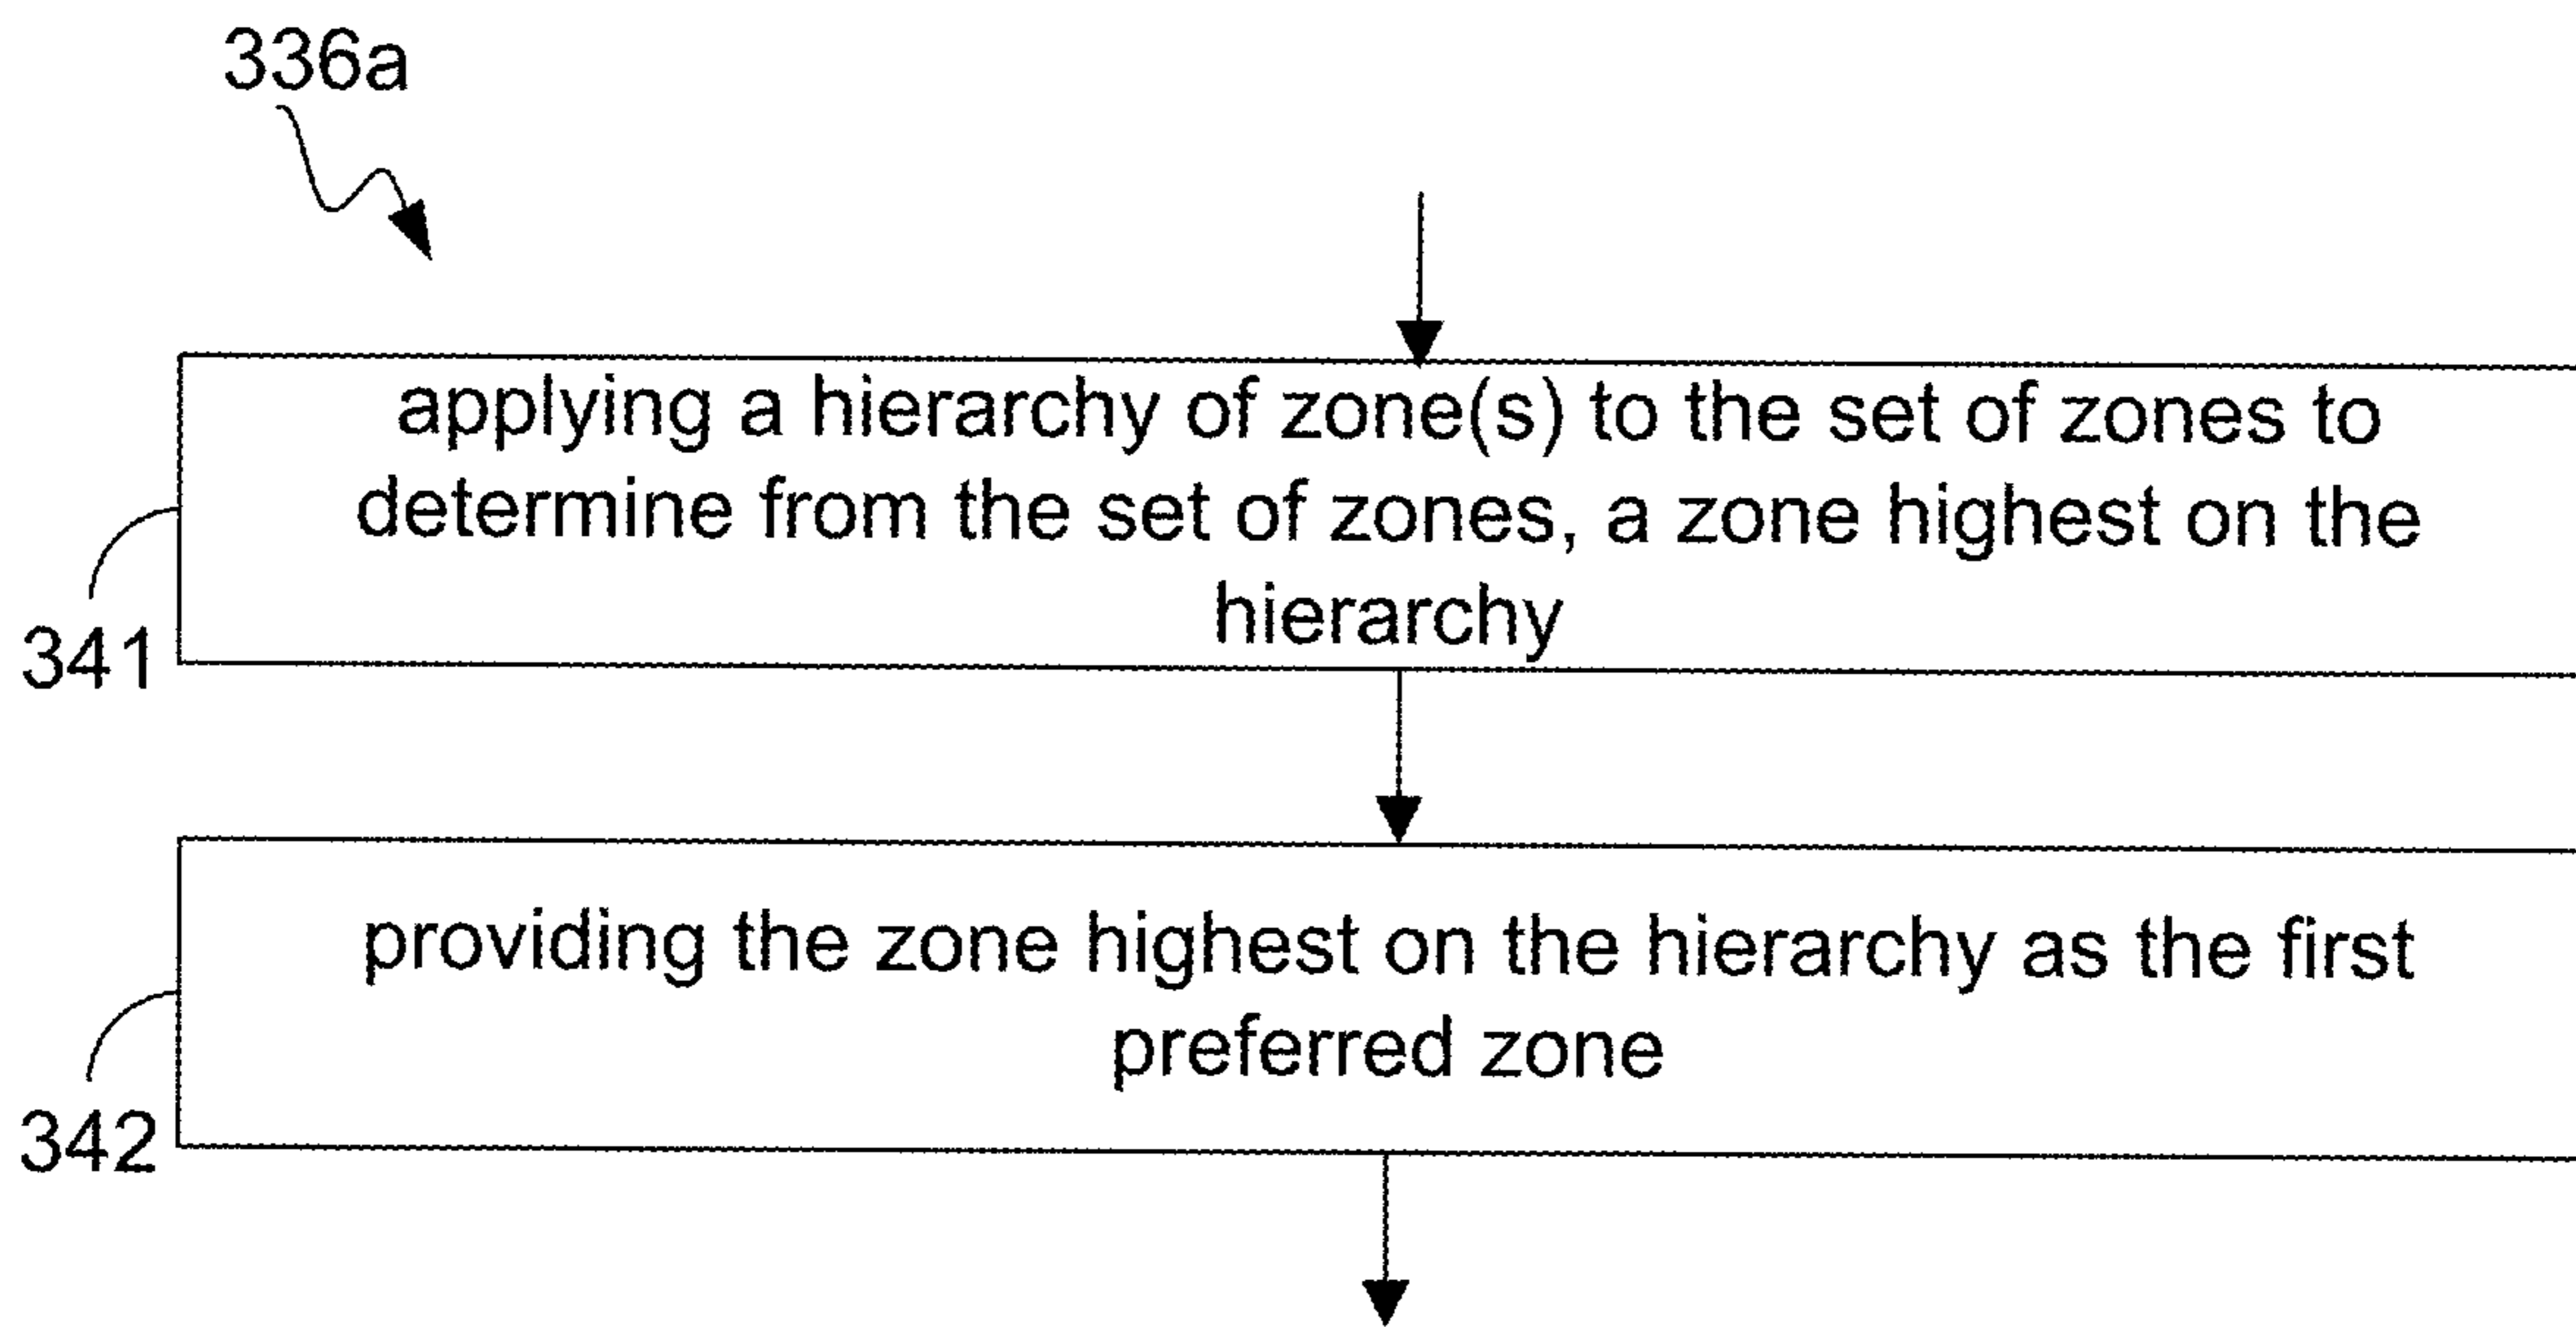 336a
applying a hierarchy of zone(s) to the set of zones to
determine from the set of zones, a zone highest on the
hierarchy
341
providing the zone highest on the hierarchy as the first
preferred zone
342